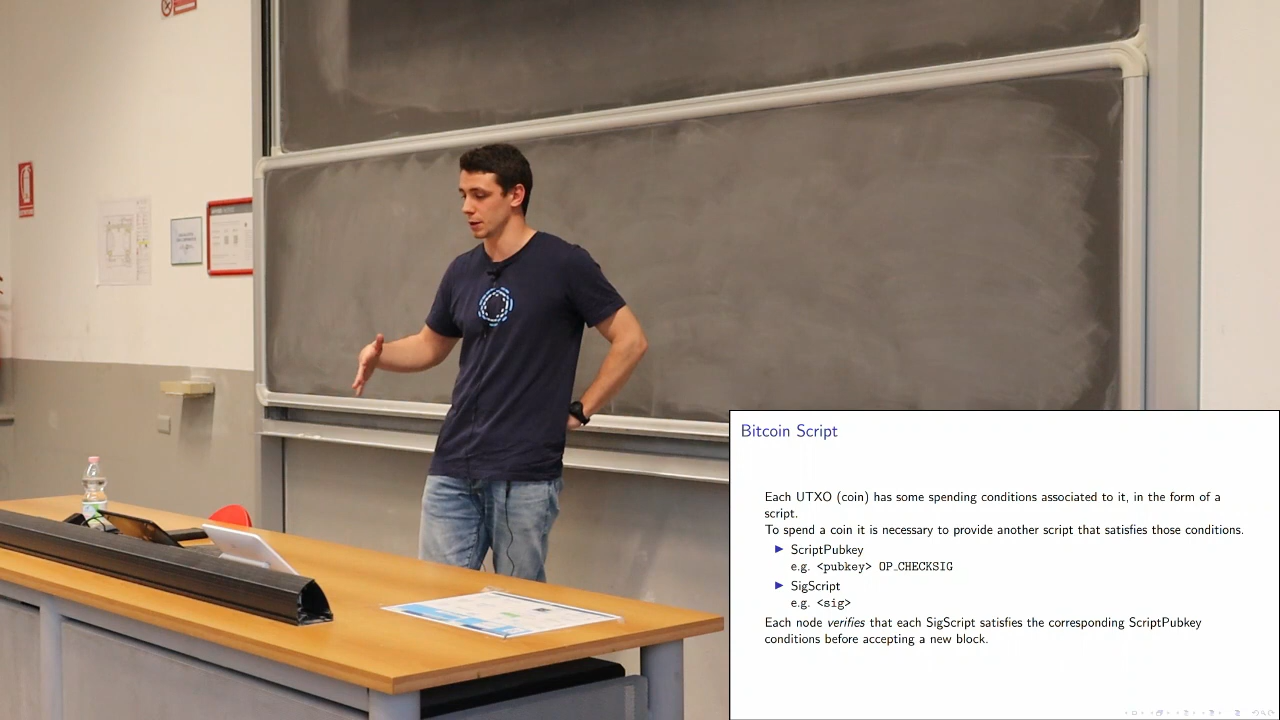 Bitcoin Script
Each UTXO (coin) has some spending conditions associated to it, in the form of a
script.
To spend a coin it is necessary to provide another script that satisfies those conditions.
ScriptPubkey
e.g. <pubkey> OP_CHECKSIG
SigScript
e.g. <sig>
Each node verifies that each SigScript satisfies the corresponding ScriptPubkey
conditions before accepting a new block.